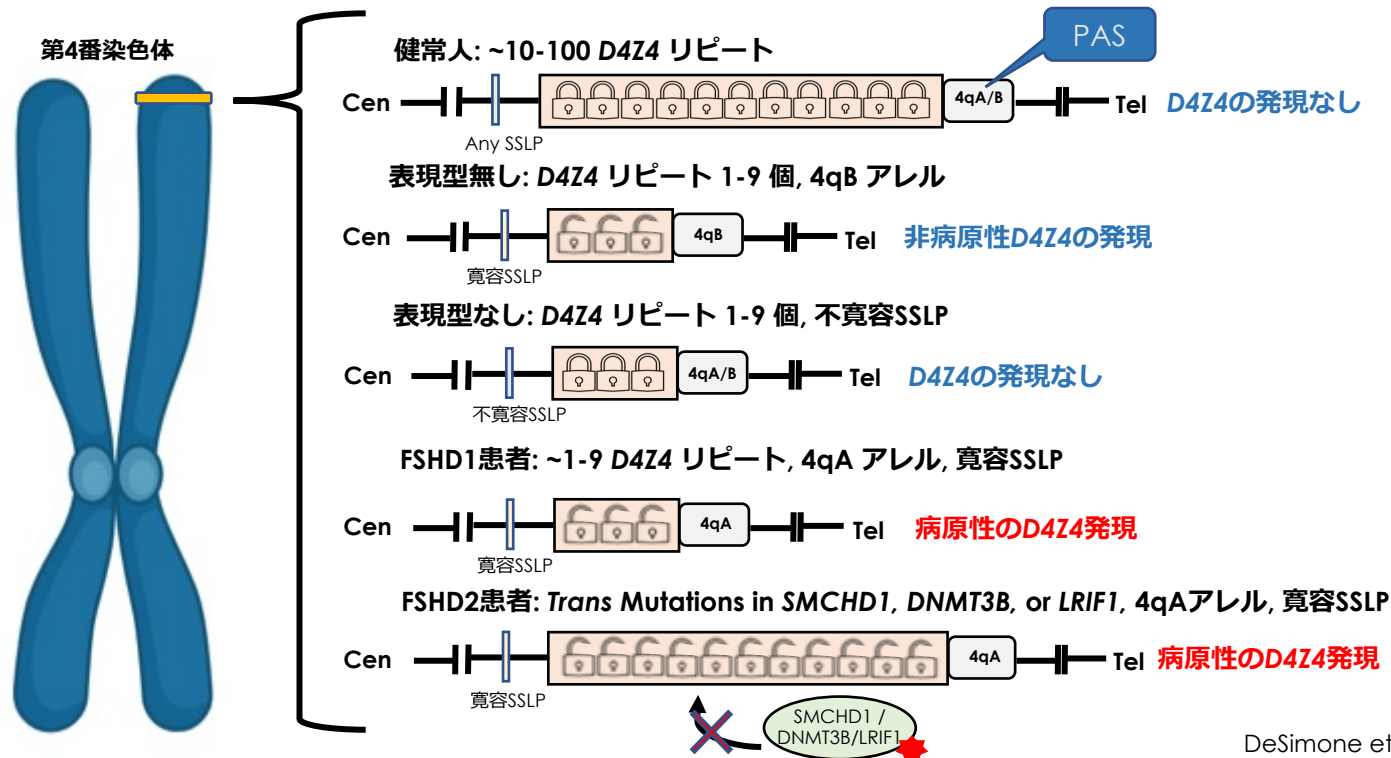 第4番染色体
健常人: ~10-100 D4Z4 リピート
PAS
Cen
4qA/B
Tel
D4Z4の発現なし
Any SSLP
表現型無し: D4Z4 リピート 1-9 個, 4qB アレル
Cen
4qB
Tel
非病原性D4Z4の発現
寛容SSLP
表現型なし: D4Z4 リピート 1-9 個, 不寛容SSLP
Cen
4qA/B
Tel
D4Z4の発現なし
不寛容SSLP
FSHD1患者: ~1-9 D4Z4 リピート, 4qA アレル, 寛容SSLP
Cen
4qA
Tel
病原性のD4Z4発現
寛容SSLP
FSHD2患者: Trans Mutations in SMCHD1, DNMT3B, or LRIF1, 4qAアレル, 寛容SSLP
Cen
4qA
Tel
病原性のD4Z4発現
寛容SSLP
SMCHD1 /
DNMT3B/LRIF1
DeSimone et